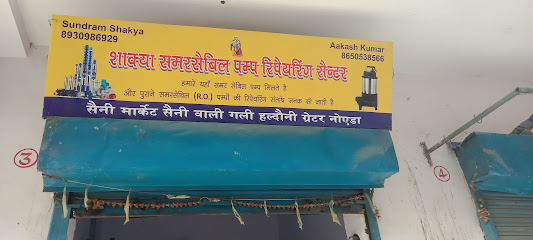 Sundram Shakya
8930986929
Aakash Kumar
8650538566
शाक्या समरसैबिल पम्प रिपेयरिंग सैन्टर
हमारे यहाँ समर सैबिल पम्प मिलते है
और पुराने समरसैबिल (R.O.) पम्पों की रिपेयरिंग संतोष जनक की जाती है
सैनी मार्केट सैनी वाली गली हल्दौनी ग्रेटर नोएडा
3
4